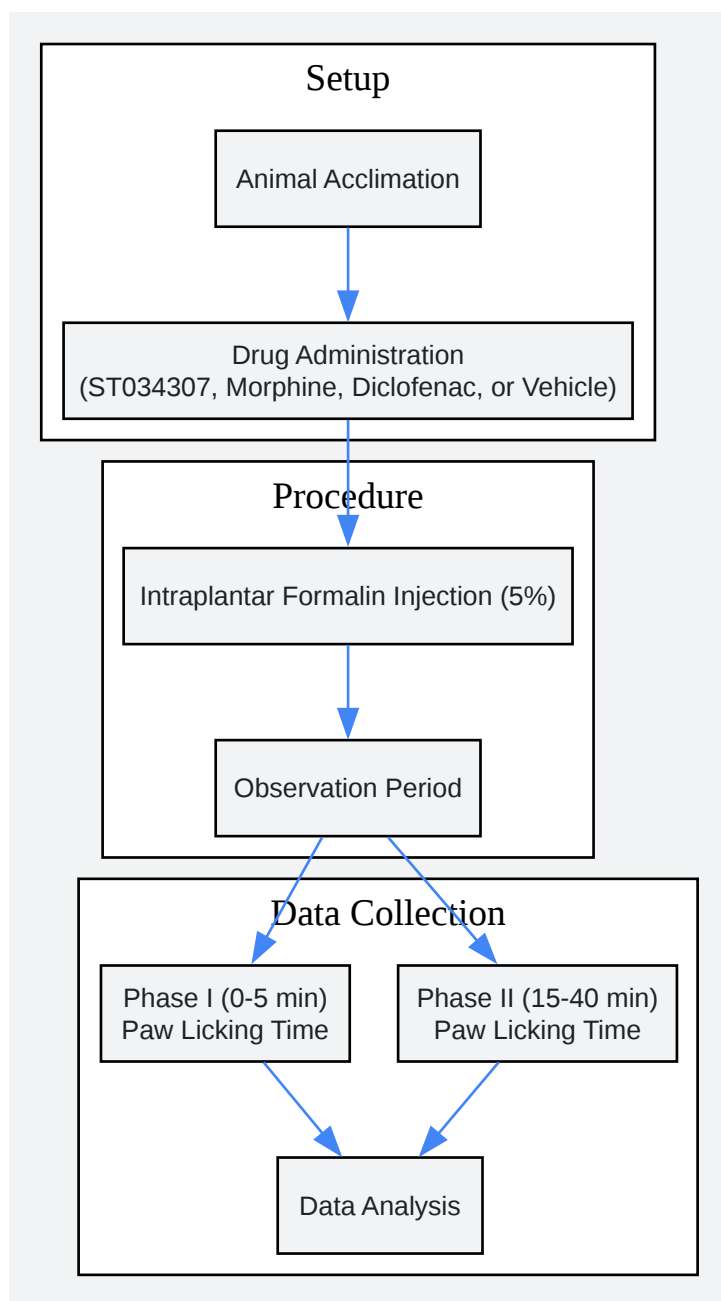 Setup
Animal Acclimation
Drug Administration
(ST034307, Morphine, Diclofenac, or Vehicle)
Procedure
Intraplantar Formalin Injection (5%)
Observation Period
Data Collection
Phase I (0-5 min)
Paw Licking Time
Phase II (15-40 min)
Paw Licking Time
Data Analysis